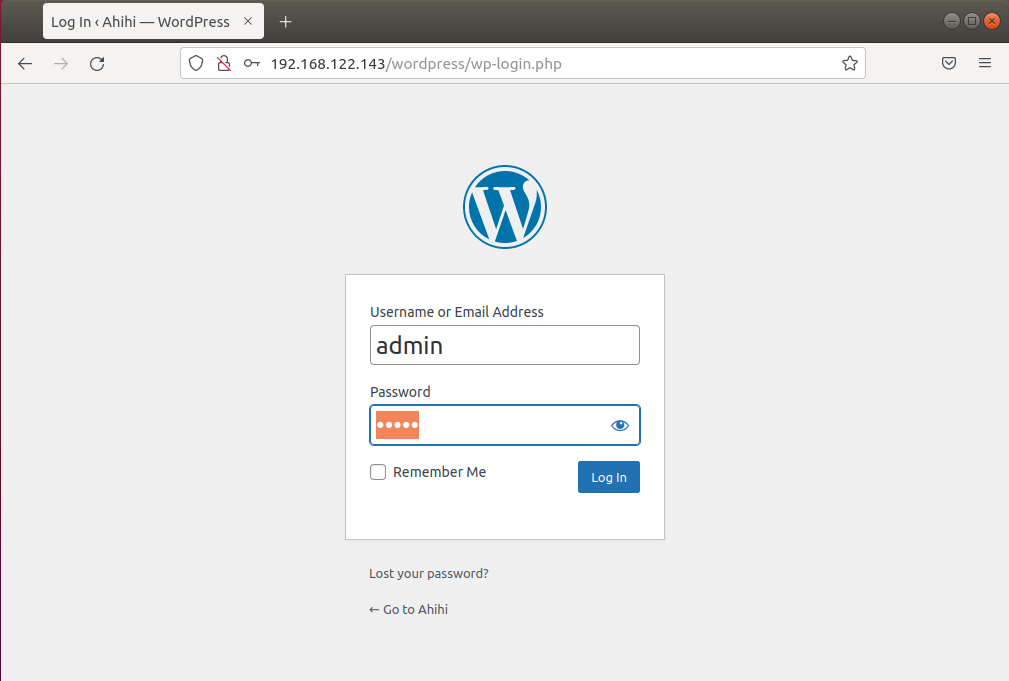 Log In ‹ Ahihi — WordPress
192.168.122.143/wordpress/wp-login.php
Username or Email Address
admin
Password
•••••
Remember Me
Log In
Lost your password?
← Go to Ahihi